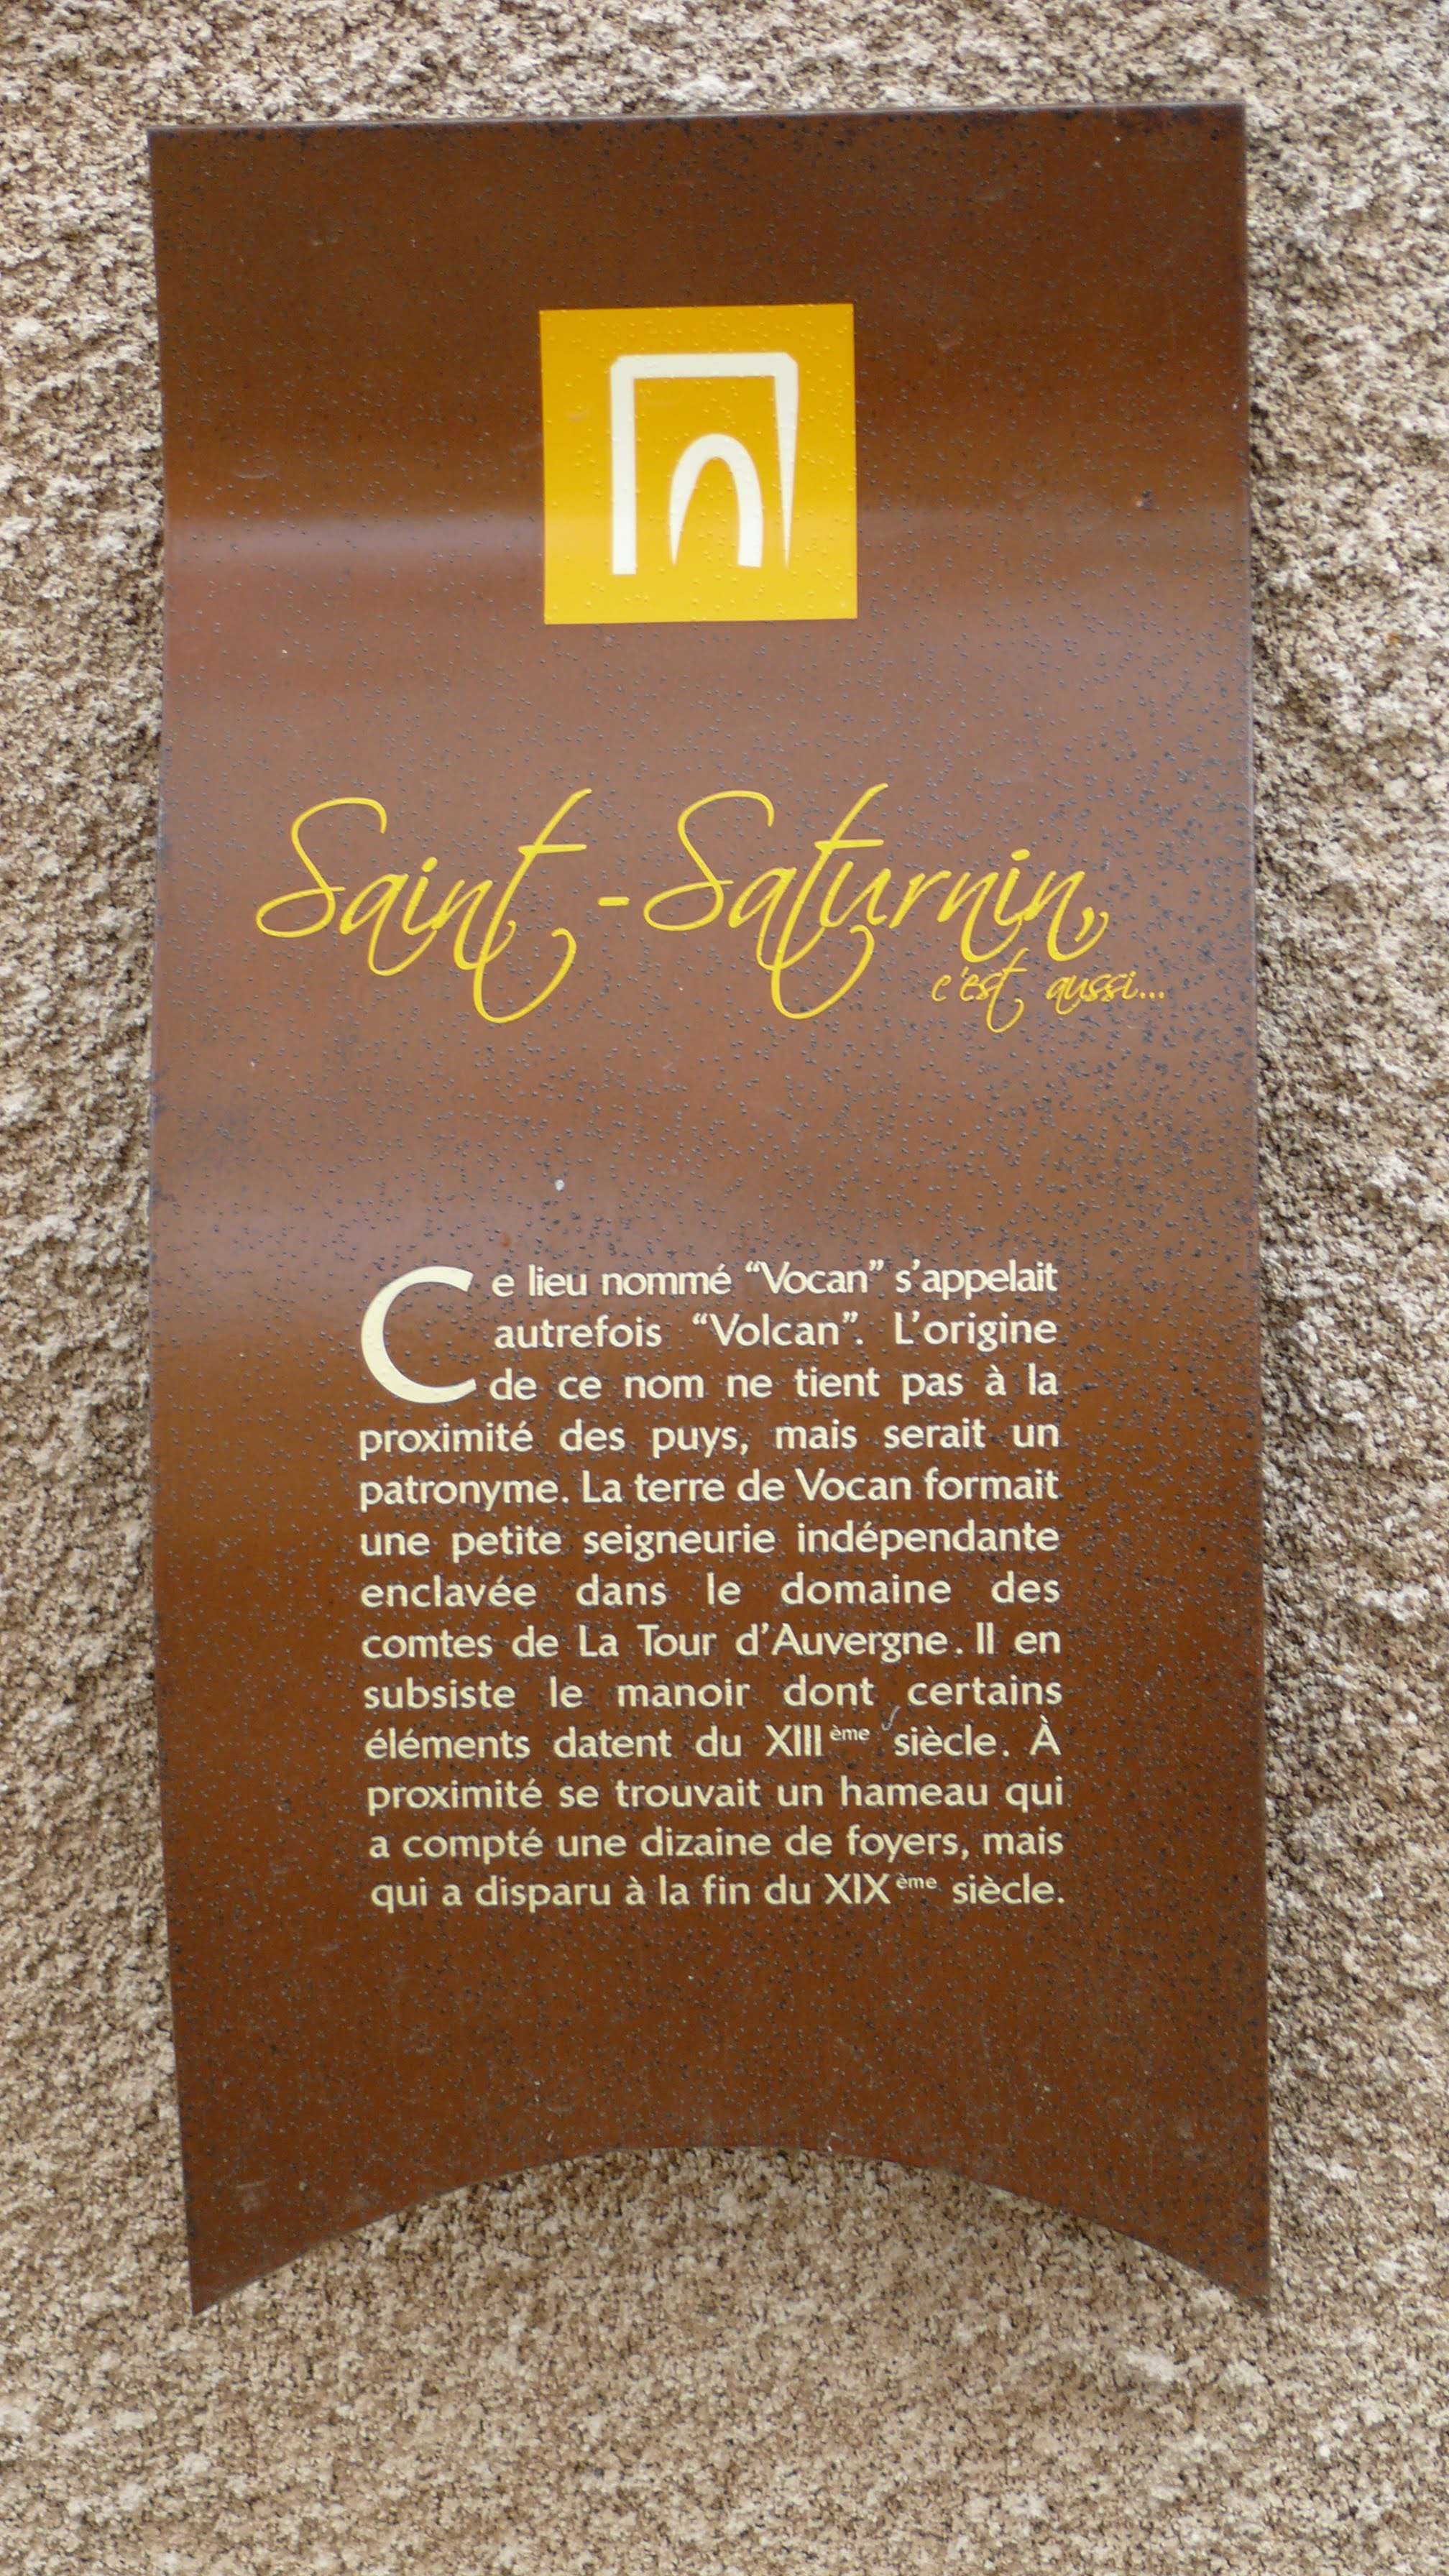 Saint-Saturnin,
c'est aussi...
Ce lieu nommé “Vocan” s'appelait
autrefois “Volcan”. L'origine
de ce nom ne tient pas à la
proximité des puys, mais serait un
patronyme. La terre de Vocan formait
une petite seigneurie indépendante
enclavée dans le domaine des
comtes de La Tour d'Auvergne. Il en
subsiste le manoir dont certains
éléments datent du XIIIème siècle. À
proximité se trouvait un hameau qui
a compté une dizaine de foyers, mais
qui a disparu à la fin du XIXème siècle.